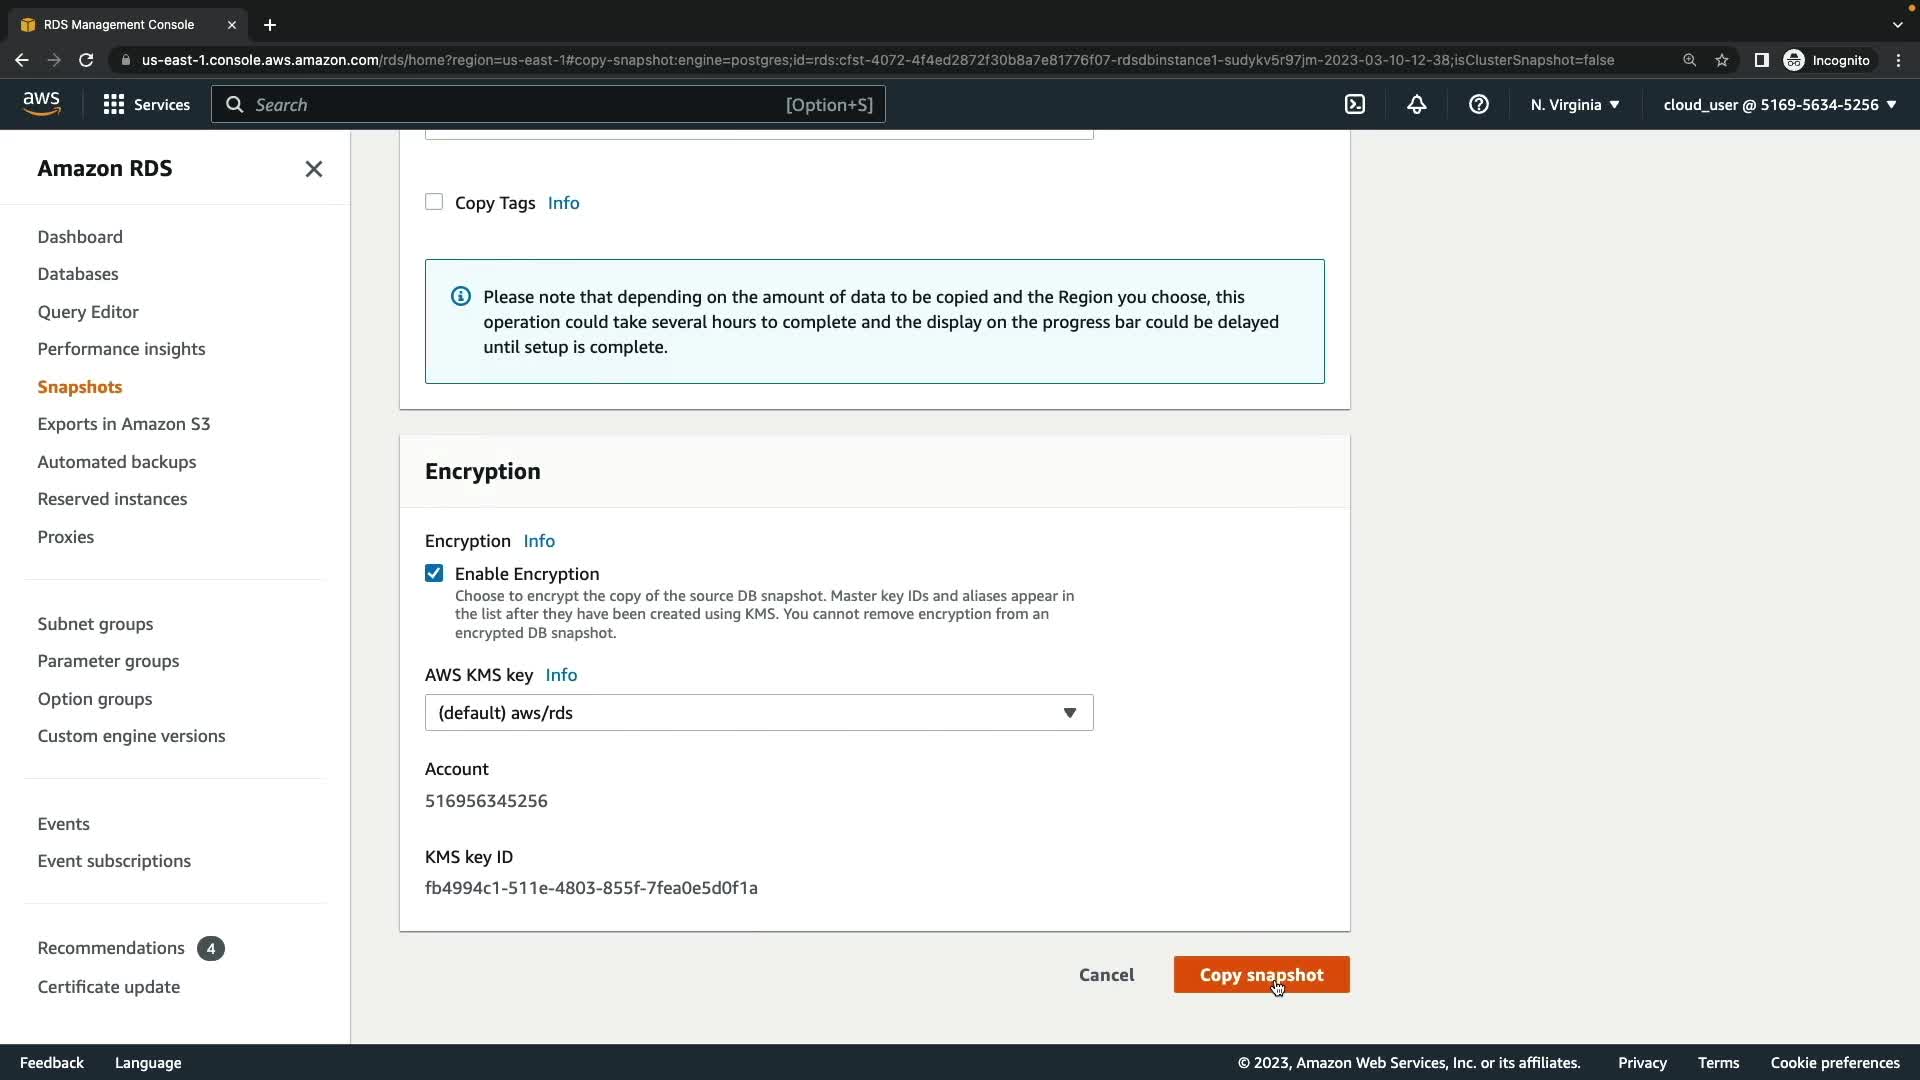 RDS Management Console
us-east-1.console.aws.amazon.com/rds/home?region=us-east-1#copy-snapshot:engine=postgres;id=rds:cfst-4072-4f4ed2872f30b8a7e81776f07-rdsdbinstance1-sudykv5r97jm-2023-03-10-12-38;isClusterSnapshot=false
Incognito
aws
Services
Search
[Option+S]
N. Virginia
cloud_user @ 5169-5634-5256
Amazon RDS
Dashboard
Databases
Query Editor
Performance insights
Snapshots
Exports in Amazon S3
Automated backups
Reserved instances
Proxies
Subnet groups
Parameter groups
Option groups
Custom engine versions
Events
Event subscriptions
Recommendations 4
Certificate update
Copy Tags Info
Please note that depending on the amount of data to be copied and the Region you choose, this
operation could take several hours to complete and the display on the progress bar could be delayed
until setup is complete.
Encryption
Encryption Info
Enable Encryption
Choose to encrypt the copy of the source DB snapshot. Master key IDs and aliases appear in
the list after they have been created using KMS. You cannot remove encryption from an
encrypted DB snapshot.
AWS KMS key Info
(default) aws/rds
Account
516956345256
KMS key ID
fb4994c1-511e-4803-855f-7fea0e5d0f1a
Cancel
Copy snapshot
Feedback
Language
© 2023, Amazon Web Services, Inc. or its affiliates.
Privacy
Terms
Cookie preferences